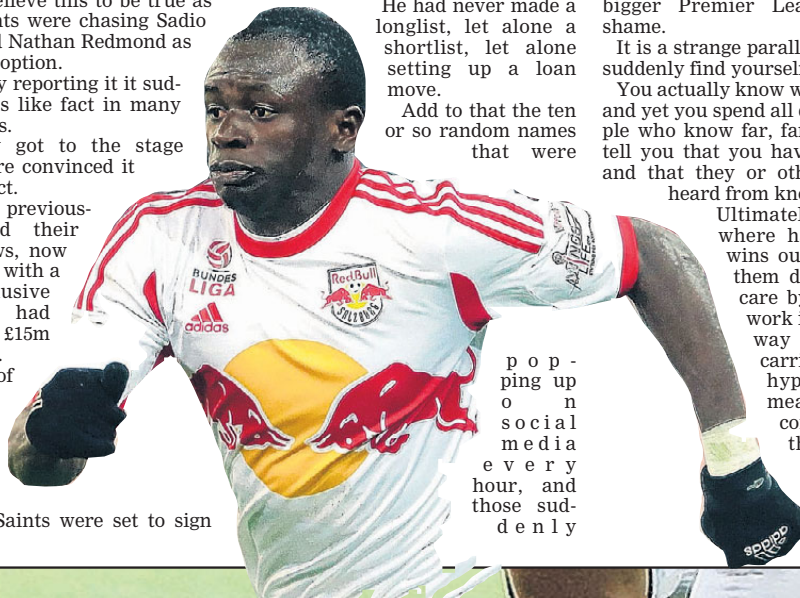 elieve this to be true as
nts were chasing Sadio
l Nathan Redmond as
option.
y reporting it it sud-
s like fact in many
s.
got to the stage
re convinced it
ct.
previous-
d their
ws, now
with a
usive
had
£15m
.
of
Saints were set to sign
He had never made a
longlist, let alone a
shortlist, let alone
setting up a loan
move.
Add to that the ten
or so random names
that were
pop-
ping up
on
social
media
every
hour, and
those sud-
denly
bigger Premier Lea
shame.
It is a strange parall
suddenly find yoursel
You actually know w
and yet you spend all
ple who know far, fa
tell you that you hav
and that they or oth
heard from kno
Ultimatel
where h
wins ou
them d
care by
work i
way
carri
hyp
mea
co
th
BUNDES
LIGA
adidas
Red Bull
SALZBURG
WINGS
LIFE
adidas